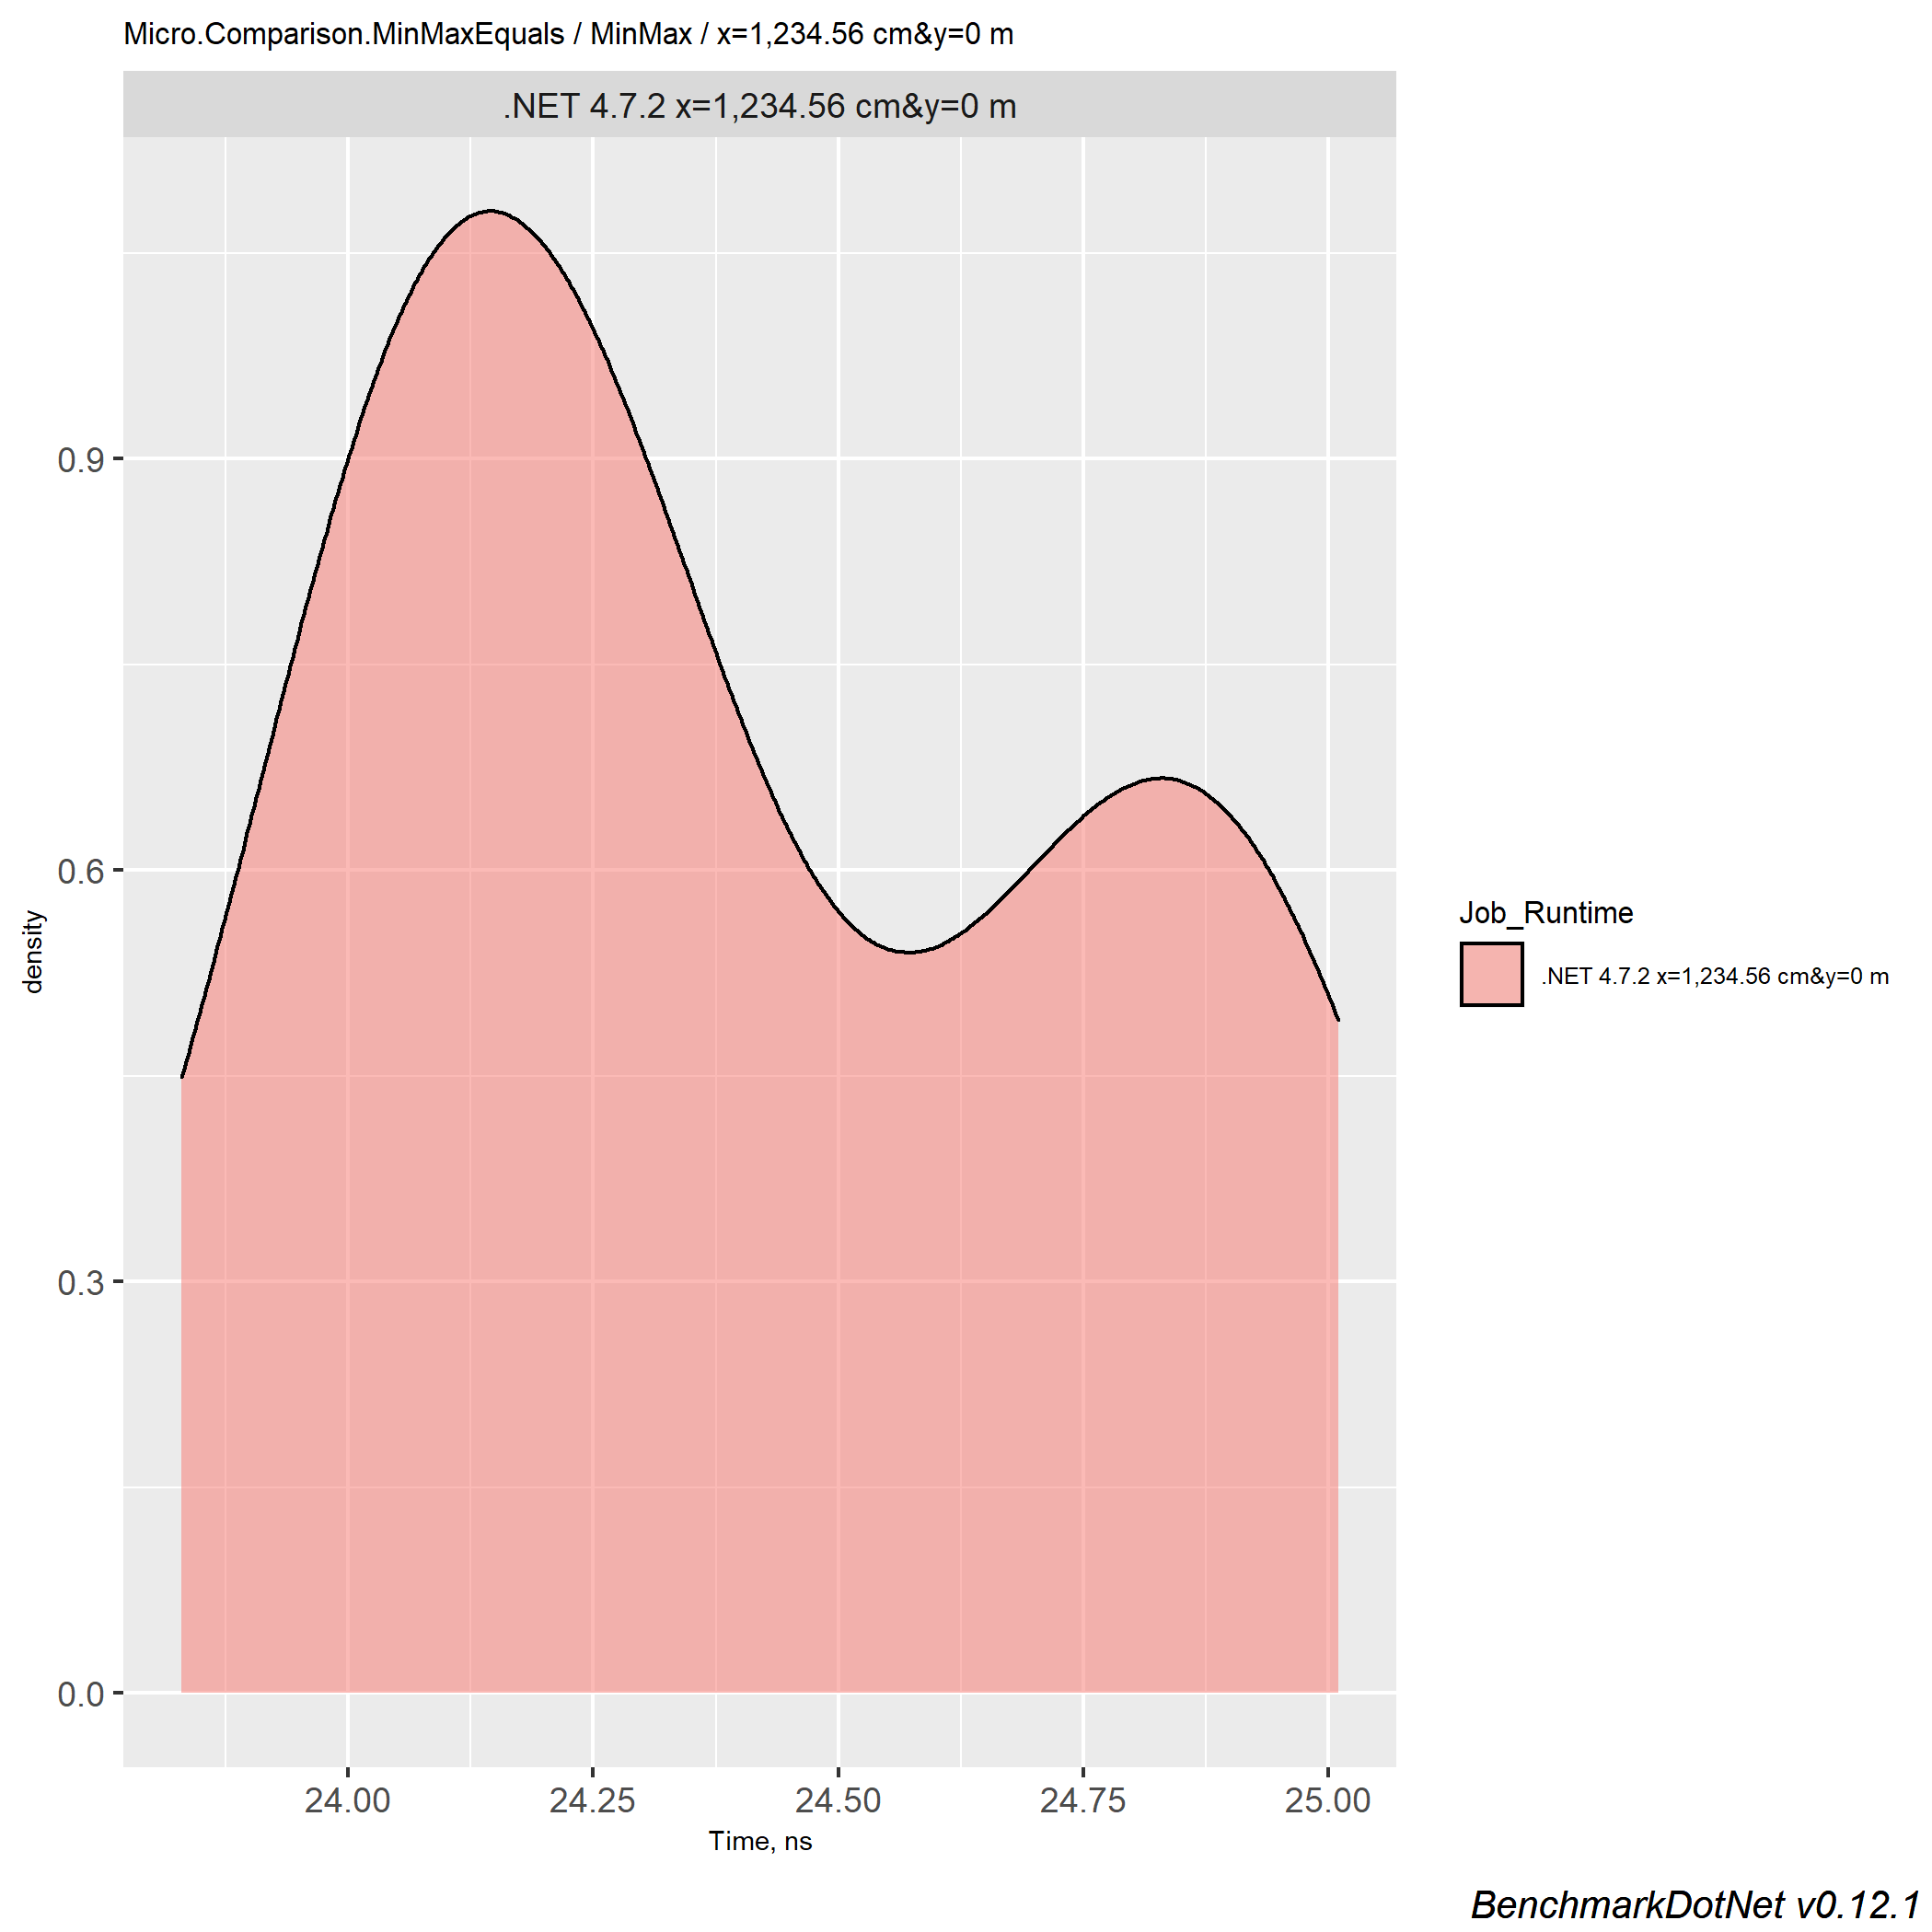 Micro.Comparison.MinMaxEquals / MinMax / x=1,234.56 cm&y=0 m
.NET 4.7.2 x=1,234.56 cm&y=0 m
0.9
0.6
0.3
0.0
density
24.00 24.25 24.50 24.75 25.00
Time, ns
Job_Runtime
.NET 4.7.2 x=1,234.56 cm&y=0 m
BenchmarkDotNet v0.12.1